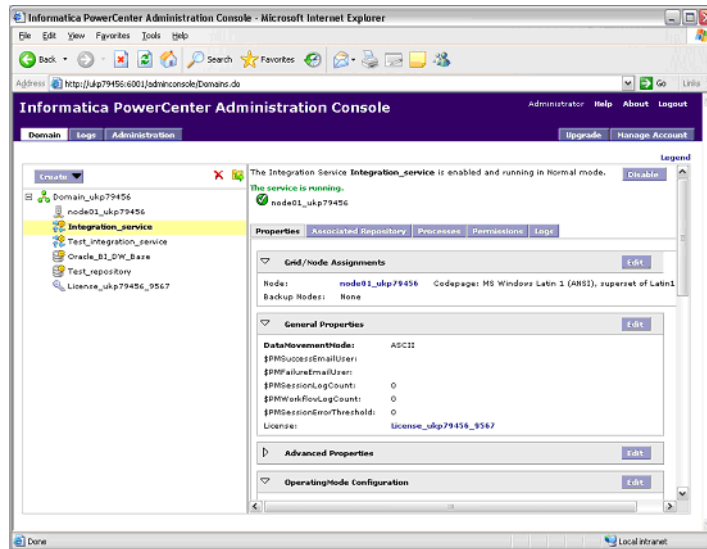 Informatica PowerCenter Administration Console - Microsoft Internet Explorer
File Edit View Favorites Tools Help
Back Search Favorites
Address http://ukp79456:6001/adminconsole/Domains.do Go Links
Informatica PowerCenter Administration Console
Administrator Help About Logout
Domain Logs Administration Upgrade Manage Account
Legend
Create
Domain_ukp79456
node01_ukp79456
Integration_service
Test_integration_service
Oracle_BI_DW_Base
Test_repository
License_ukp79456_9567
The Integration Service Integration_service is enabled and running in Normal mode. Disable
The service is running.
node01_ukp79456
Properties Associated Repository Processes Permissions Logs
Grid/Node Assignments Edit
Node: node01_ukp79456 Codepage: MS Windows Latin 1 (ANSI), superset of Latin1
Backup Nodes: None
General Properties Edit
DataMovementMode: ASCII
$PMSuccessEmailUser:
$PMFailureEmailUser:
$PMSessionLogCount: 0
$PMWorkflowLogCount: 0
$PMSessionErrorThreshold: 0
License: License_ukp79456_9567
Advanced Properties Edit
OperatingMode Configuration Edit
Done Local intranet